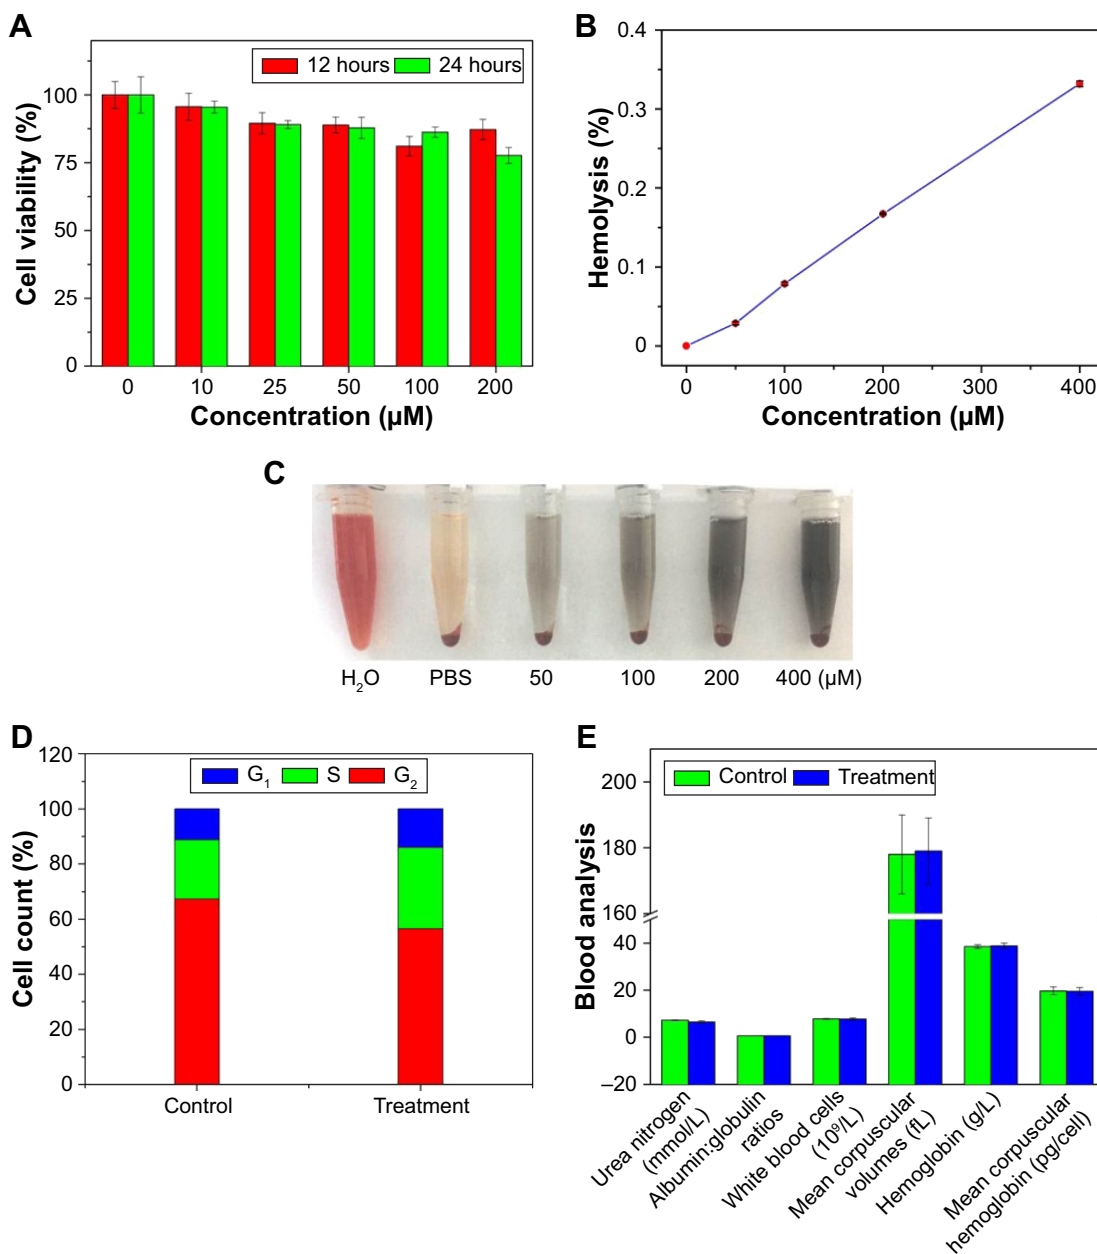 A
12 hours 24 hours
Cell viability (%)
100
75
50
25
0
0 10 25 50 100 200
Concentration (µM)
B
Hemolysis (%)
0.4
0.3
0.2
0.1
0
0 100 200 300 400
Concentration (µM)
C
H₂O PBS 50 100 200 400 (µM)
D
G₁ S G₂
Cell count (%)
120
100
80
60
40
20
0
Control Treatment
E
Control Treatment
Blood analysis
200
180
160
40
20
0
–20
Urea nitrogen
(mmol/L)
Albumin:globulin
ratios
White blood cells
(10⁹/L)
Mean corpuscular
volumes (fL)
Hemoglobin (g/L)
Mean corpuscular
hemoglobin (pg/cell)